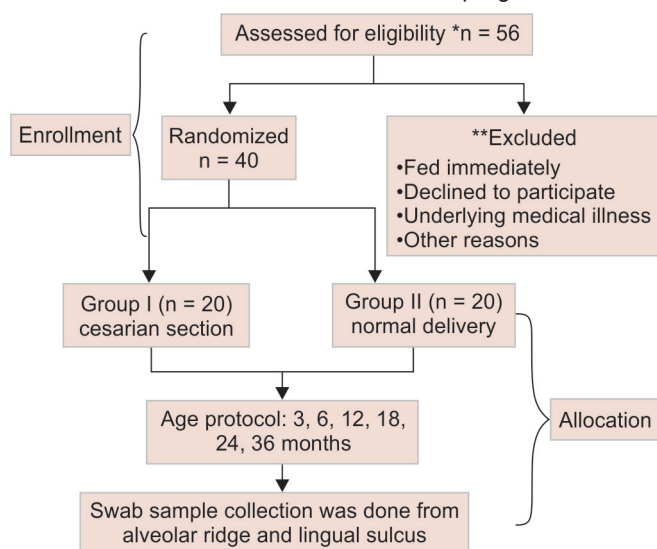 Assessed for eligibility *n = 56
Enrollment
Randomized
n = 40
**Excluded
•Fed immediately
•Declined to participate
•Underlying medical illness
•Other reasons
Group I (n = 20)
cesarian section
Group II (n = 20)
normal delivery
Age protocol: 3, 6, 12, 18,
24, 36 months
Allocation
Swab sample collection was done from
alveolar ridge and lingual sulcus